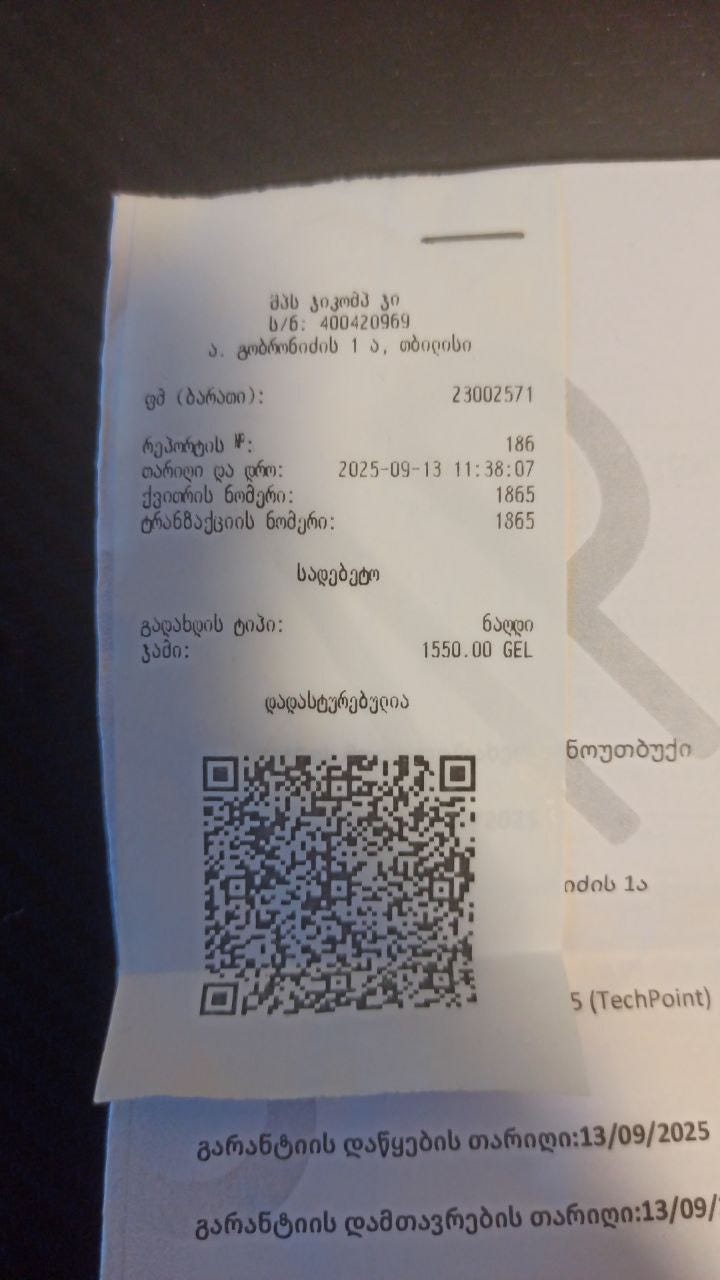 შპს ჯიკომპ ჯი
ს/ნ: 400420969
ა. გობრონიძის 1 ა, თბილისი
ფმ (ბარათი): 23002571
რეპორტის №: 186
თარიღი და დრო: 2025-09-13 11:38:07
ქვითრის ნომერი: 1865
ტრანზაქციის ნომერი: 1865
სადებეტო
გადახდის ტიპი: ნაღდი
ჯამი: 1550.00 GEL
დადასტურებულია
ნოუთბუქი
იძის 1ა
5 (TechPoint)
გარანტიის დაწყების თარიღი:13/09/2025
გარანტიის დამთავრების თარიღი:13/09/